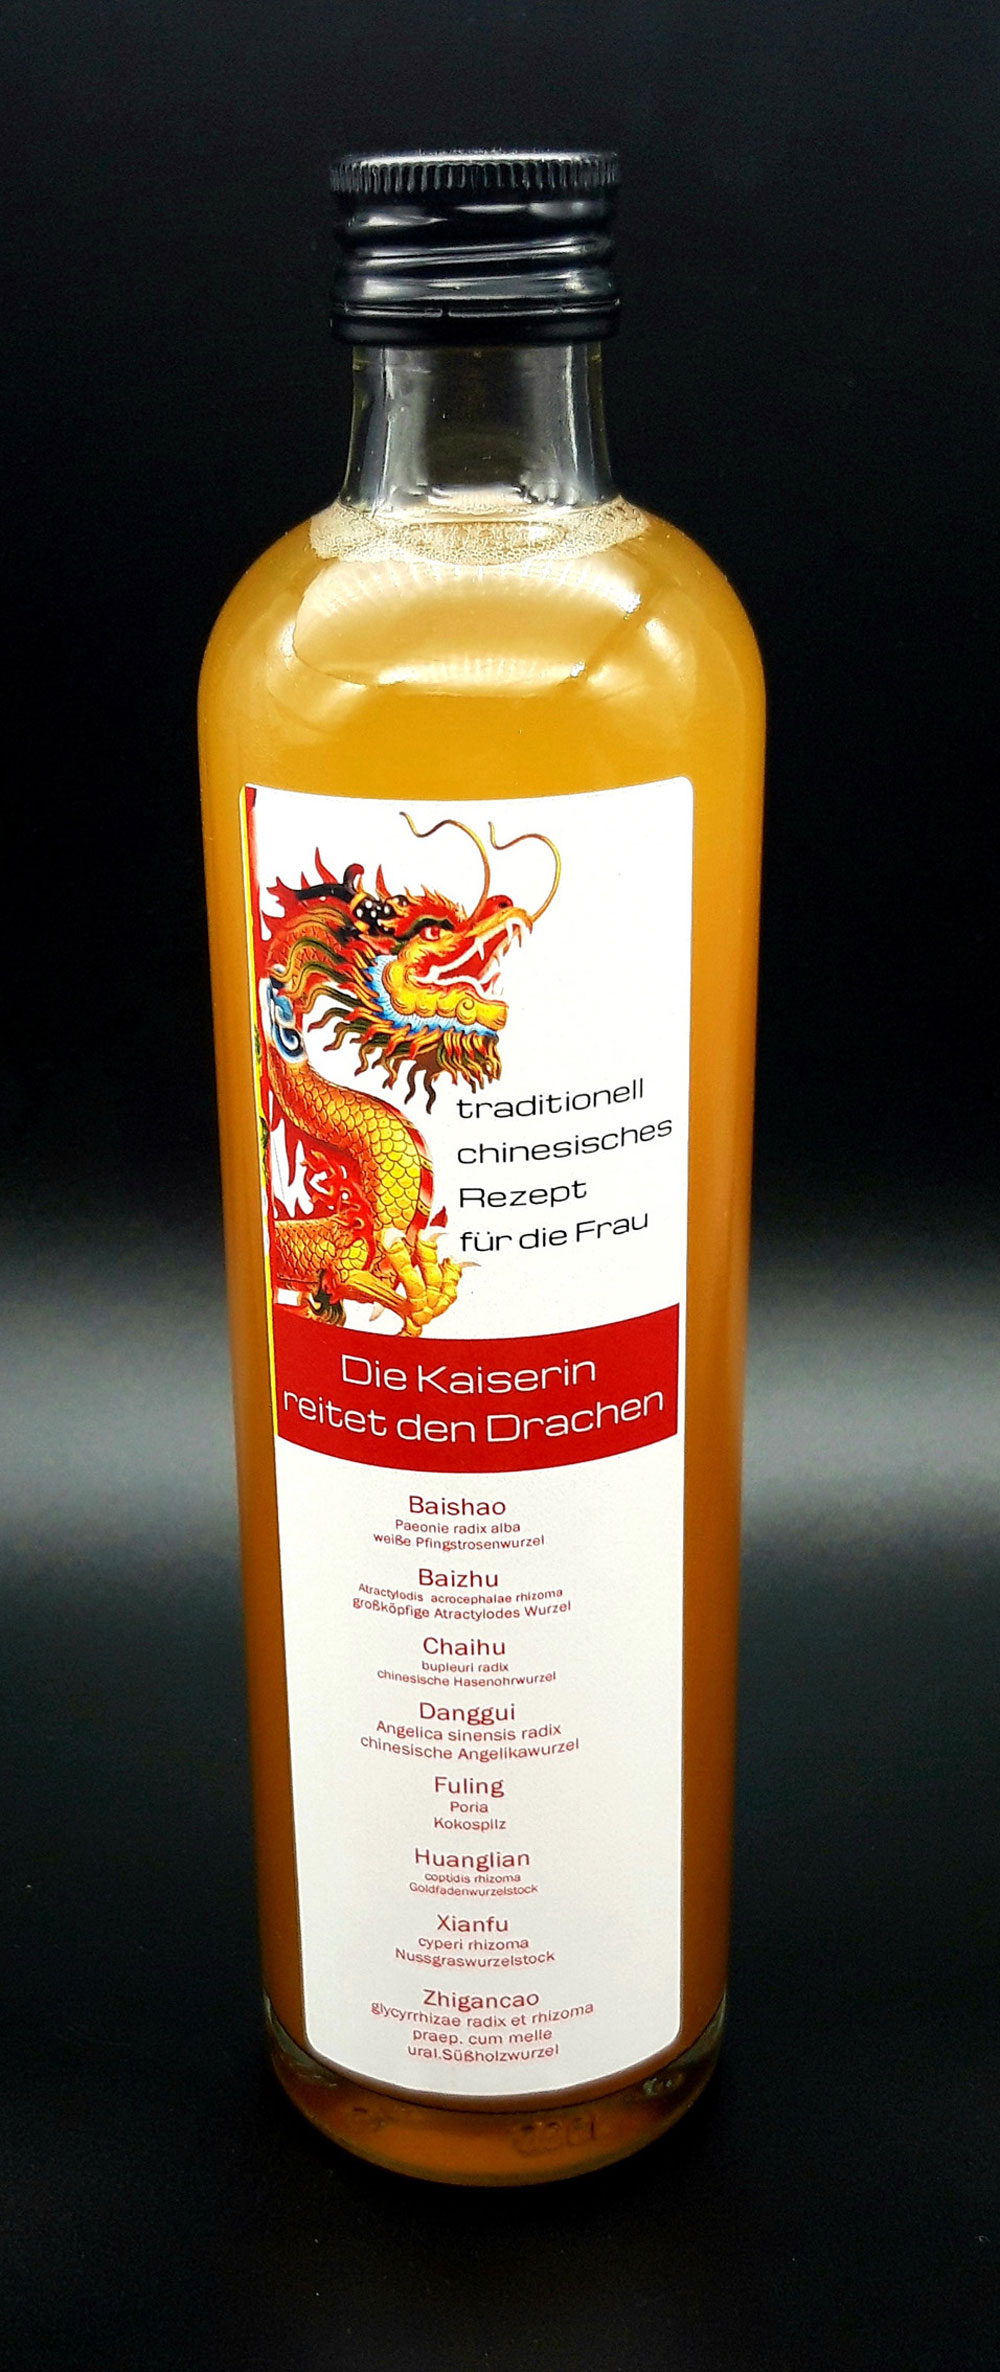 traditionell
chinesisches
Rezept
für die Frau
Die Kaiserin
reitet den Drachen
Baishao
Paeonie radix alba
weiße Pfingstrosenwurzel
Baizhu
Atractylodis acrocephalae rhizoma
großköpfige Atractylodes Wurzel
Chaihu
bupleuri radix
chinesische Hasenohrwurzel
Danggui
Angelica sinensis radix
chinesische Angelikawurzel
Fuling
Poria
Kokospilz
Huanglian
coptidis rhizoma
Goldfadenwurzelstock
Xianfu
cyperi rhizoma
Nussgraswurzelstock
Zhigancao
glycyrrhizae radix et rhizoma
praep. cum melle
ural.Süßholzwurzel